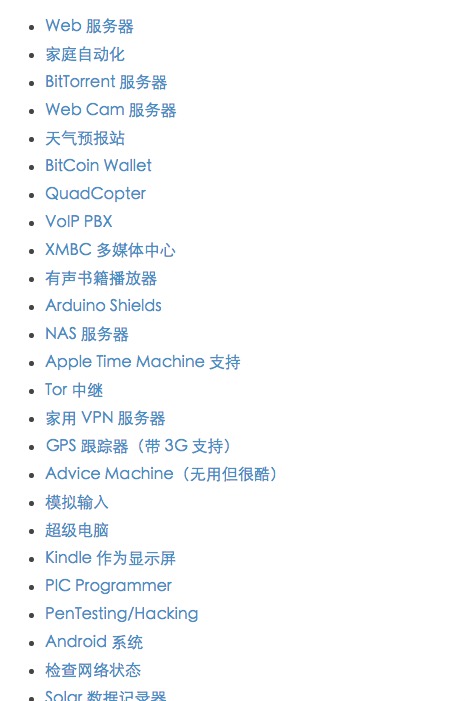 Web 服务器
家庭自动化
BitTorrent 服务器
Web Cam 服务器
天气预报站
BitCoin Wallet
QuadCopter
VoIP PBX
XMBC 多媒体中心
有声书籍播放器
Arduino Shields
NAS 服务器
Apple Time Machine 支持
Tor 中继
家用 VPN 服务器
GPS 跟踪器（带 3G 支持）
Advice Machine（无用但很酷）
模拟输入
超级电脑
Kindle 作为显示屏
PIC Programmer
PenTesting/Hacking
Android 系统
检查网络状态
Solar 数据记录器